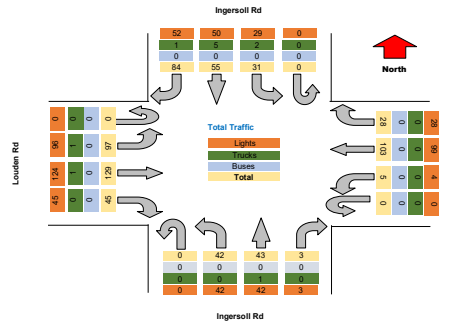 Ingersoll Rd
52 50 29 0
1 5 2 0
0 0 0 0
84 55 31 0
North
Louden Rd
0 0 0 0
96 1 0 97
124 1 0 129
45 0 0 45
Total Traffic
Lights
Trucks
Buses
Total
28 0 0 28
103 0 99
5 0 4
0 0 0 0
0 42 43 3
0 0 0 0
0 0 1 0
0 42 42 3
Ingersoll Rd